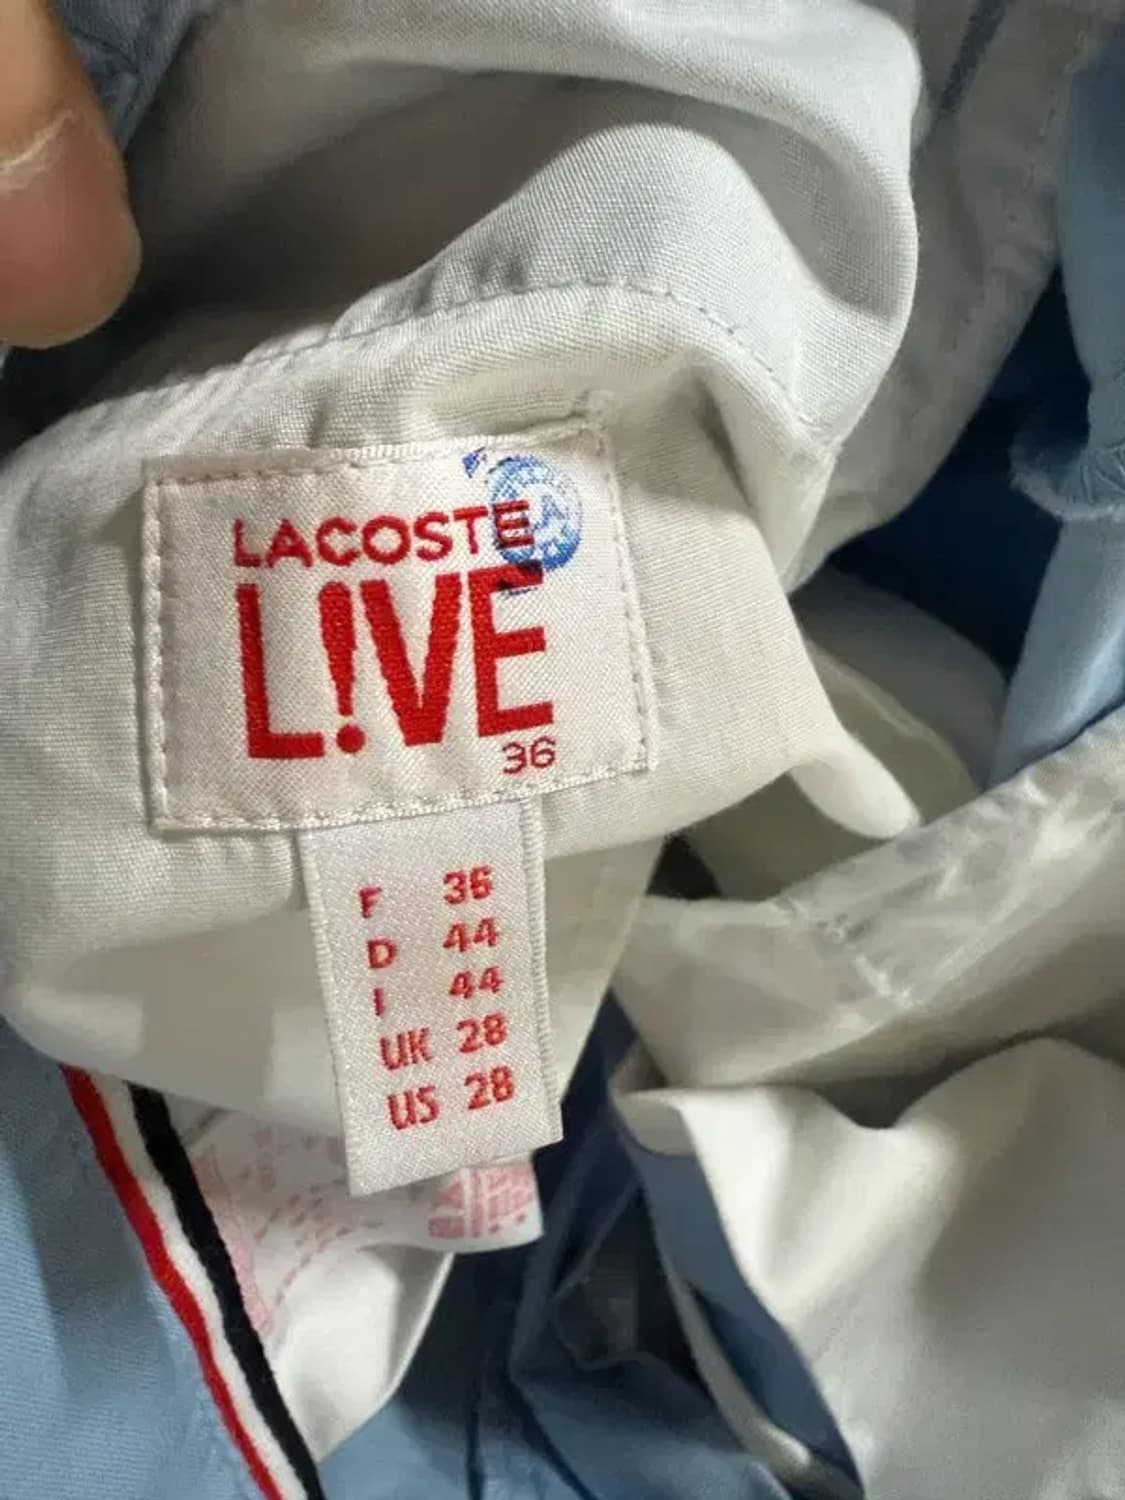 LACOSTE
L!VE
36
F 36
D 44
I 44
UK 28
US 28